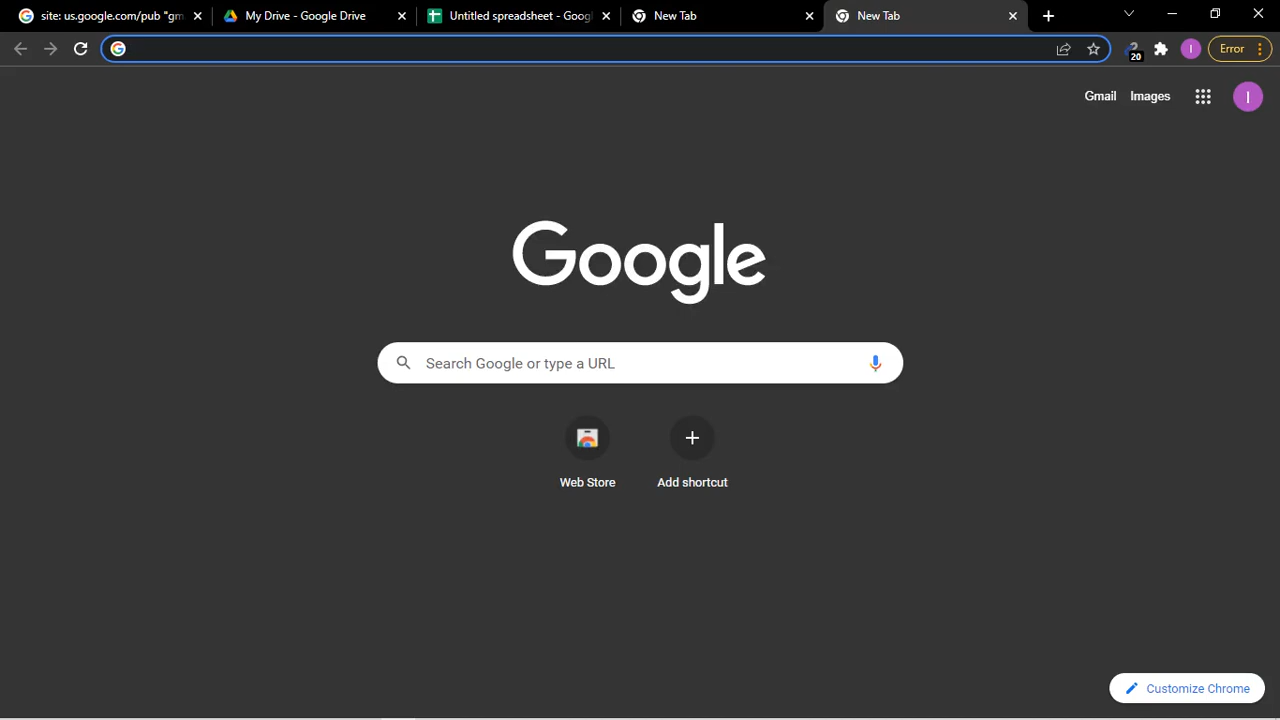 site: us.google.com/pub "gm
My Drive - Google Drive
Untitled spreadsheet - Goog
New Tab
New Tab
20
I
Error
Gmail
Images
I
Google
Search Google or type a URL
Web Store
Add shortcut
Customize Chrome